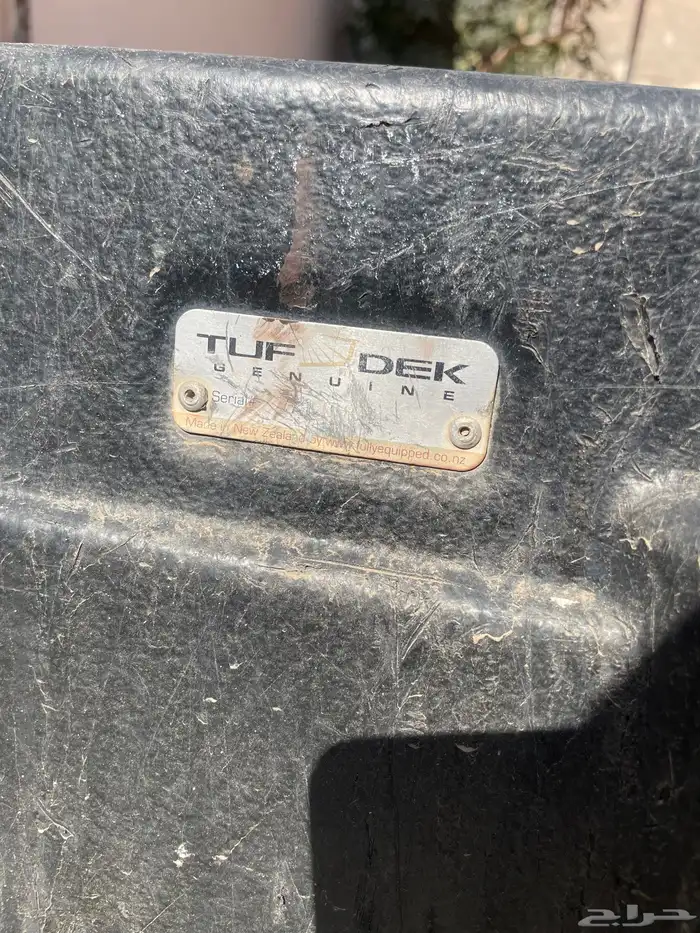 TUF DEK
GENUINE
Serial
Made in New Zealand by www.fullyequipped.co.nz
حراج